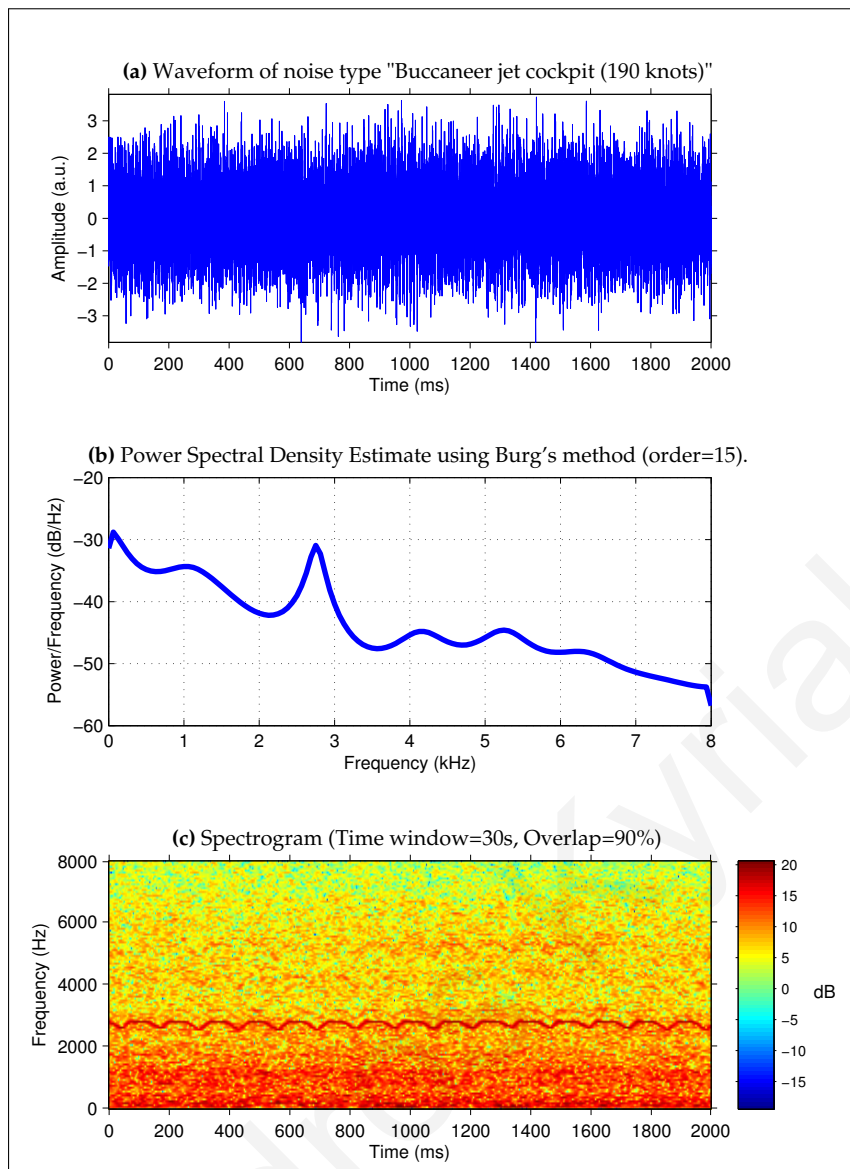 (a) Waveform of noise type "Buccaneer jet cockpit (190 knots)"
Amplitude (a.u.)
3
2
1
0
−1
−2
−3
0 200 400 600 800 1000 1200 1400 1600 1800 2000
Time (ms)
(b) Power Spectral Density Estimate using Burg's method (order=15).
Power/Frequency (dB/Hz)
−20
−30
−40
−50
−60
0 1 2 3 4 5 6 7 8
Frequency (kHz)
(c) Spectrogram (Time window=30s, Overlap=90%)
Frequency (Hz)
8000
6000
4000
2000
0
0 200 400 600 800 1000 1200 1400 1600 1800 2000
Time (ms)
20
15
10
5
0
−5
−10
−15
dB